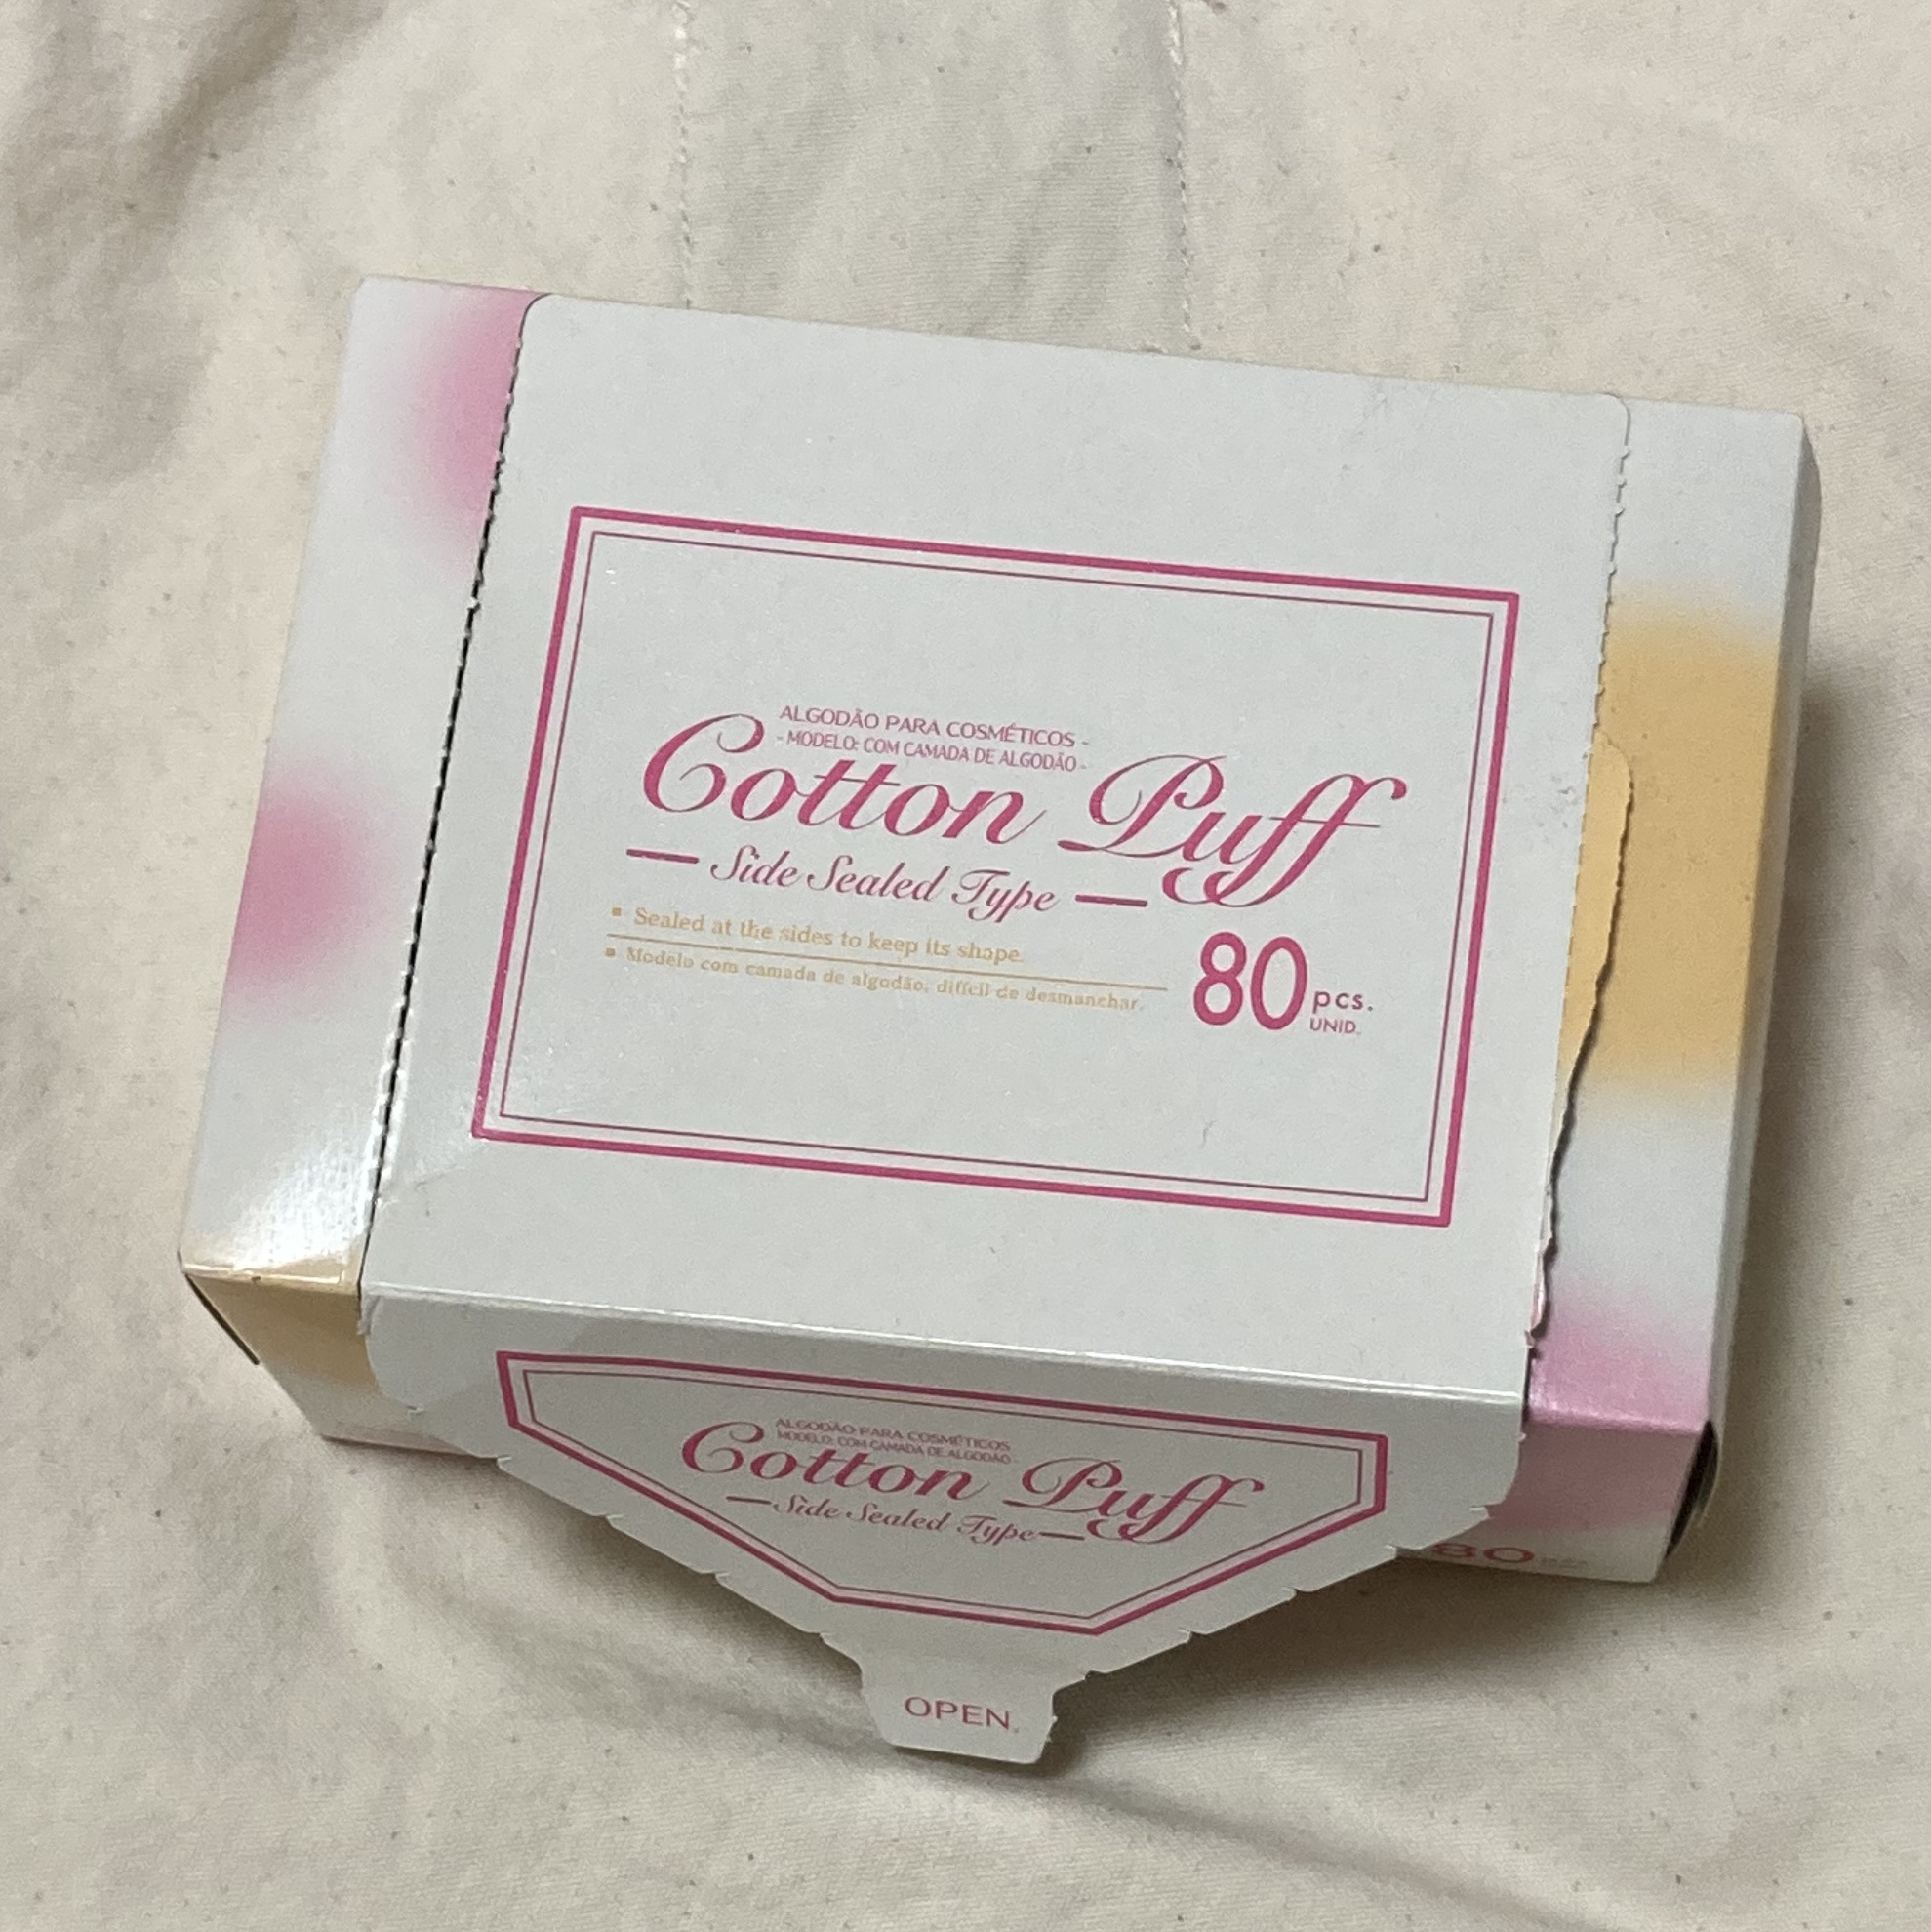 ALGODÃO PARA COSMÉTICOS -
- MODELO: COM CAMADA DE ALGODÃO -
Cotton Puff
Side Sealed Type
▪ Sealed at the sides to keep its shape.
▪ Modelo com camada de algodão, difícil de desmanchar.
80 pcs.
UNID.
ALGODÃO PARA COSMÉTICOS
MODELO: COM CAMADA DE ALGODÃO
Cotton Puff
Side Sealed Type
80
OPEN